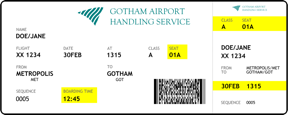 GOTHAM AIRPORT
HANDLING SERVICE
NAME
DOE/JANE
FLIGHT DATE AT CLASS SEAT
XX 1234 30FEB 1315 A 01A
FROM TO
METROPOLIS GOTHAM
MET GOT
SEQUENCE BOARDING TIME
0005 12:45
CLASS SEAT
A 01A
DOE/JANE
XX 1234
FROM METROPOLIS/MET
TO GOTHAM/GOT
30FEB 1315
SEQUENCE
0005